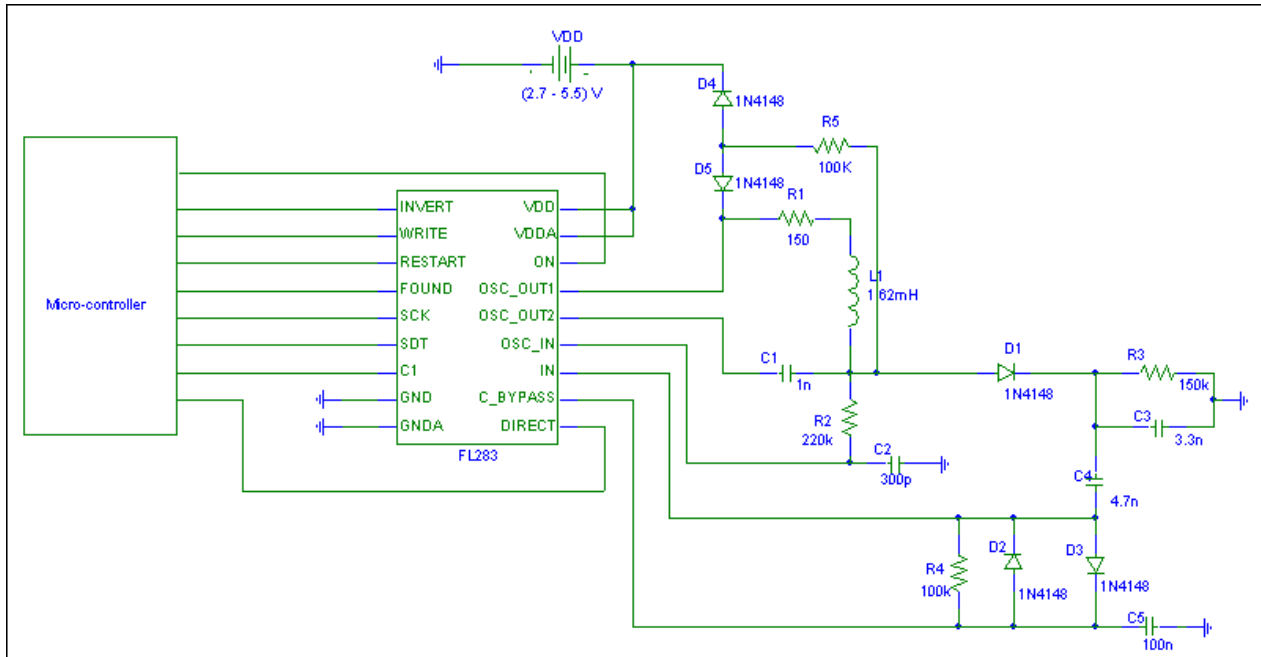 VDD
(2.7 - 5.5) V
D4
1N4148
R5
100K
D5
1N4148
R1
150
L1
1.62mH
Micro-controller
INVERT
WRITE
RESTART
FOUND
SCK
SDT
C1
GND
GNDA
VDD
VDDA
ON
OSC_OUT1
OSC_OUT2
OSC_IN
IN
C_BYPASS
DIRECT
FL283
C1
1n
R2
220k
C2
300p
D1
1N4148
R3
150k
C3
3.3n
C4
4.7n
R4
100k
D2
1N4148
D3
1N4148
C5
100n